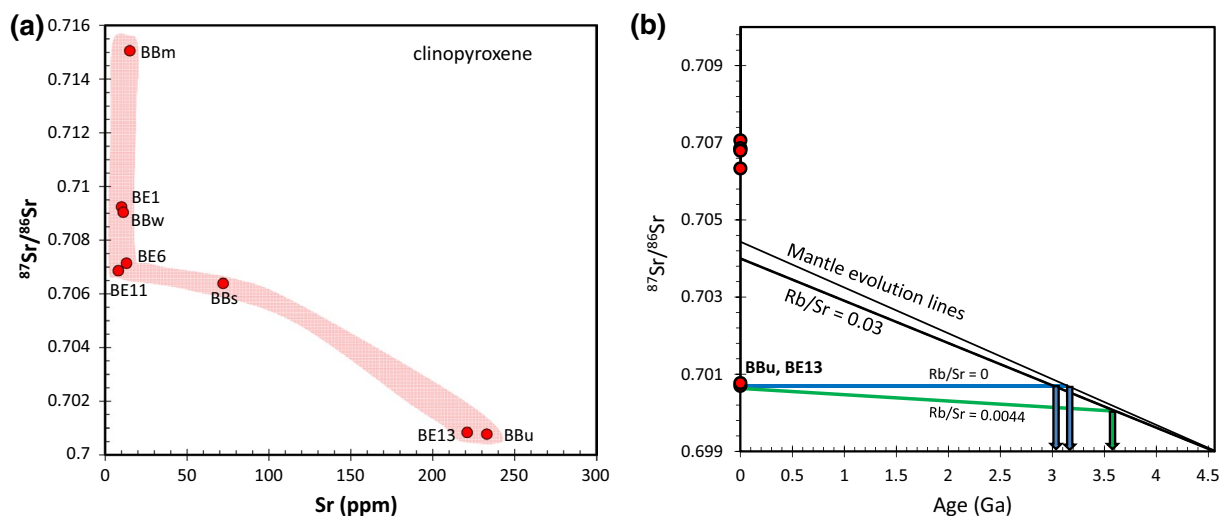 (a)
0.716
0.714
0.712
0.71
0.708
0.706
0.704
0.702
0.7
⁸⁷Sr/⁸⁶Sr
0
50
100
150
200
250
300
Sr (ppm)
clinopyroxene
BBm
BE1
BBw
BE6
BE11
BBs
BE13
BBu
(b)
0.709
0.707
0.705
0.703
0.701
0.699
⁸⁷Sr/⁸⁶Sr
0
0.5
1
1.5
2
2.5
3
3.5
4
4.5
Age (Ga)
Mantle evolution lines
Rb/Sr = 0.03
BBu, BE13
Rb/Sr = 0
Rb/Sr = 0.0044